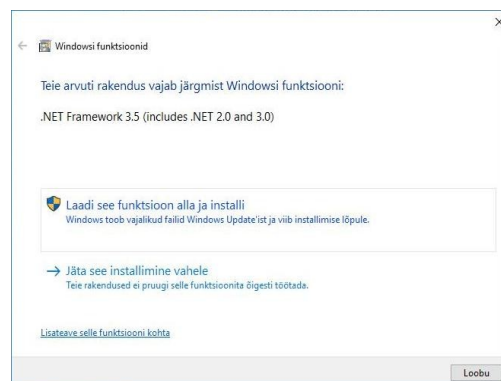 Windowsi funktsioonid
Teie arvuti rakendus vajab järgmist Windowsi funktsiooni:
.NET Framework 3.5 (includes .NET 2.0 and 3.0)
Laadi see funktsioon alla ja installi
Windows toob vajalikud failid Windows Update'ist ja viib installimise lõpule.
Jäta see installimine vahele
Teie rakendused ei pruugi selle funktsioonita õigesti töötada.
Lisateave selle funktsiooni kohta
Loobu